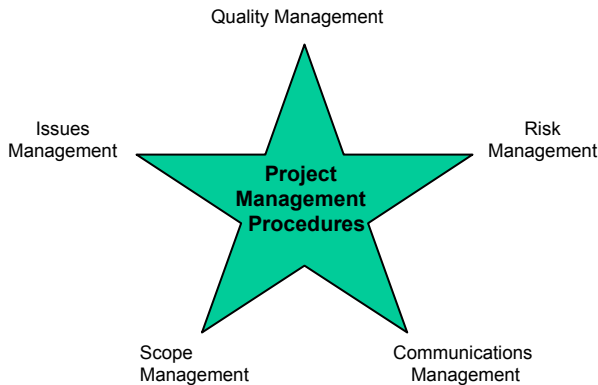 Quality Management
Issues
Management
Risk
Management
Project
Management
Procedures
Scope
Management
Communications
Management